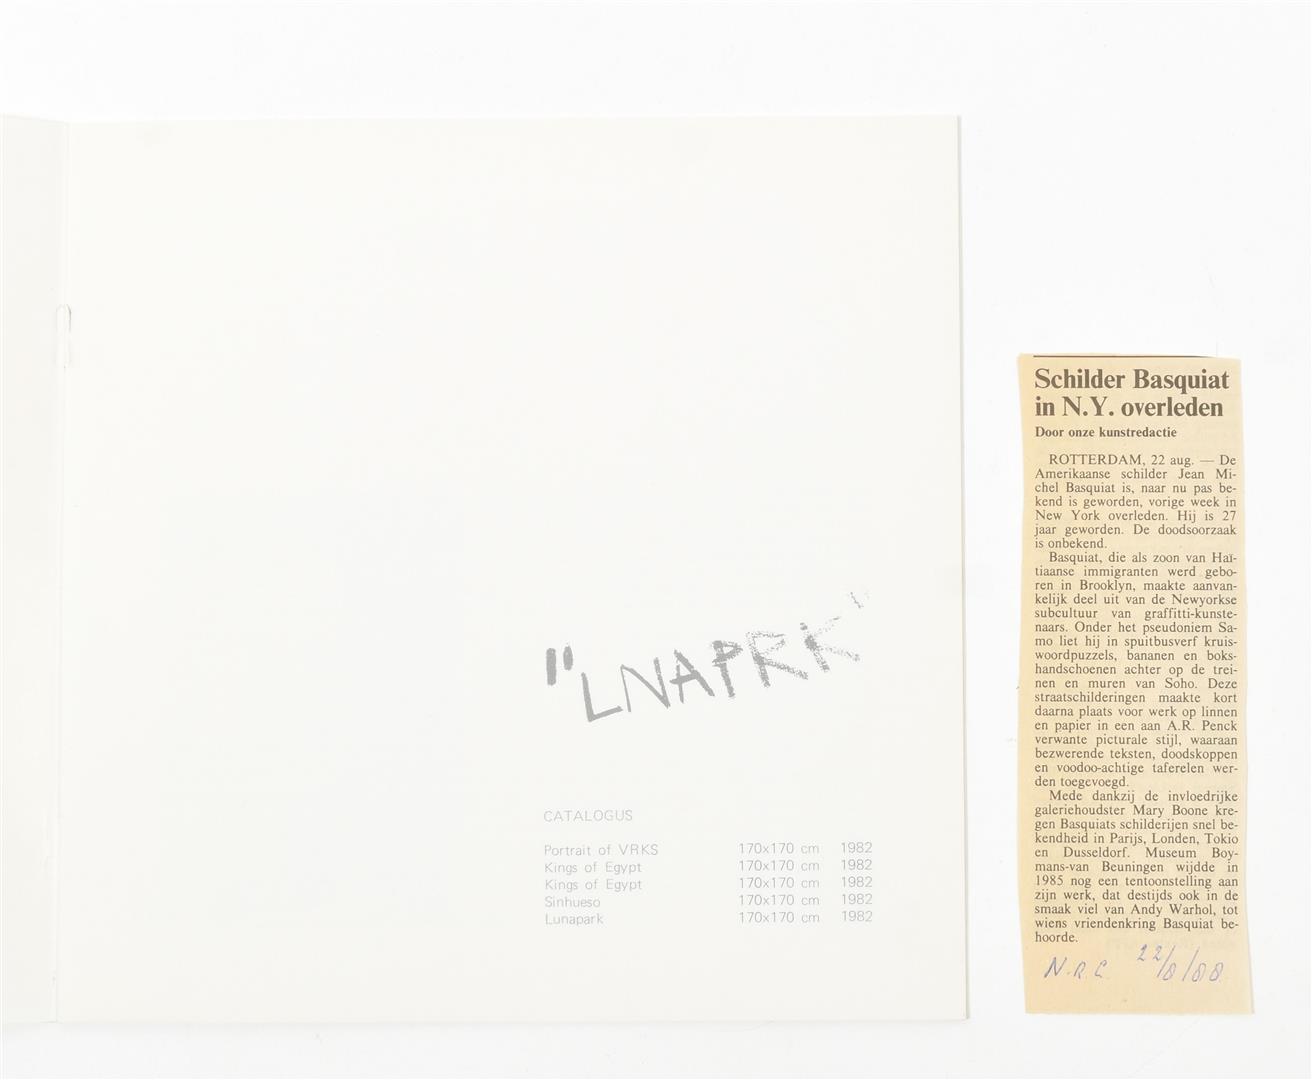 "LNAPRK"
CATALOGUS
Portrait of VRKS 170x170 cm 1982
Kings of Egypt 170x170 cm 1982
Kings of Egypt 170x170 cm 1982
Sinhueso 170x170 cm 1982
Lunapark 170x170 cm 1982
Schilder Basquiat
in N.Y. overleden
Door onze kunstredactie
ROTTERDAM, 22 aug. — De
Amerikaanse schilder Jean Mi-
chel Basquiat is, naar nu pas be-
kend is geworden, vorige week in
New York overleden. Hij is 27
jaar geworden. De doodsoorzaak
is onbekend.
Basquiat, die als zoon van Haï-
tiaanse immigranten werd gebo-
ren in Brooklyn, maakte aanvan-
kelijk deel uit van de Newyorkse
subcultuur van graffitti-kunste-
naars. Onder het pseudoniem Sa-
mo liet hij in spuitbusverf kruis-
woordpuzzels, bananen en boks-
handschoenen achter op de trei-
nen en muren van Soho. Deze
straatschilderingen maakte kort
daarna plaats voor werk op linnen
en papier in een aan A.R. Penck
verwante picturale stijl, waaraan
bezwerende teksten, doodskoppen
en voodoo-achtige taferelen wer-
den toegevoegd.
Mede dankzij de invloedrijke
galeriehoudster Mary Boone kre-
gen Basquiats schilderijen snel be-
kendheid in Parijs, Londen, Tokio
en Dusseldorf. Museum Boy-
mans-van Beuningen wijdde in
1985 nog een tentoonstelling aan
zijn werk, dat destijds ook in de
smaak viel van Andy Warhol, tot
wiens vriendenkring Basquiat be-
hoorde.
N.R.C. 22/8/88